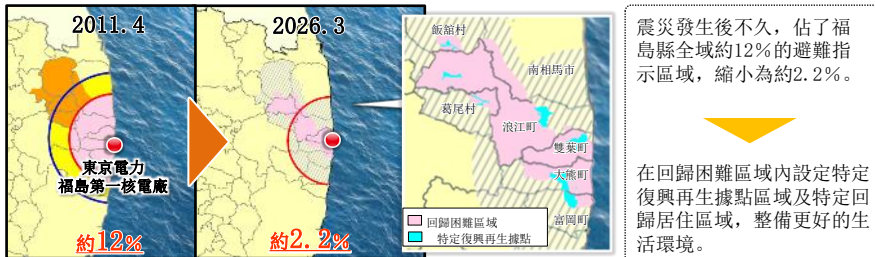 2011.4
東京電力
福島第一核電廠
約12%
2026.3
約2.2%
飯舘村
南相馬市
葛尾村
浪江町
雙葉町
大熊町
富岡町
回歸困難區域
特定復興再生據點
震災發生後不久，佔了福
島縣全域約12%的避難指
示區域，縮小為約2.2%。
在回歸困難區域內設定特定
復興再生據點區域及特定回
歸居住區域，整備更好的生
活環境。